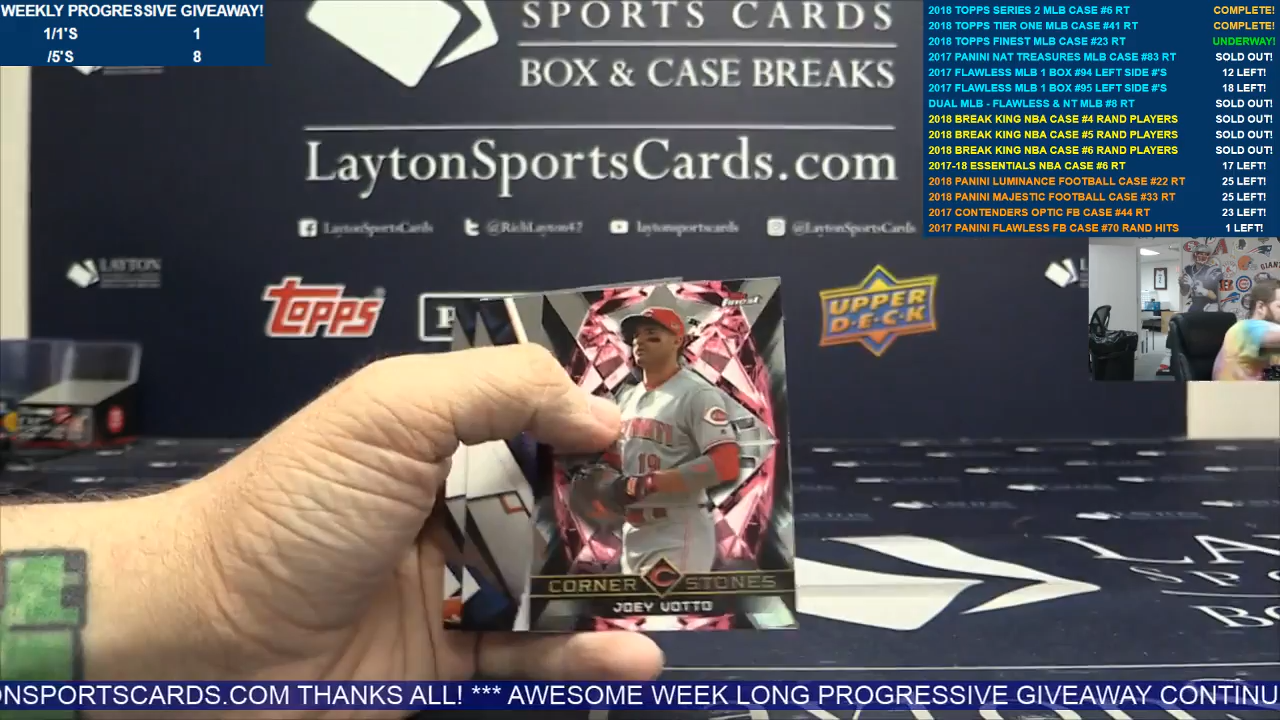 WEEKLY PROGRESSIVE GIVEAWAY!
1/1'S 1
/5'S 8
SPORTS CARDS
BOX & CASE BREAKS
LaytonSportsCards.com
LaytonSportsCards @RichLayton47 laytonsportscards @LaytonSportsCards
2018 TOPPS SERIES 2 MLB CASE #6 RT COMPLETE!
2018 TOPPS TIER ONE MLB CASE #41 RT COMPLETE!
2018 TOPPS FINEST MLB CASE #23 RT UNDERWAY!
2017 PANINI NAT TREASURES MLB CASE #83 RT SOLD OUT!
2017 FLAWLESS MLB 1 BOX #94 LEFT SIDE #'S 12 LEFT!
2017 FLAWLESS MLB 1 BOX #95 LEFT SIDE #'S 18 LEFT!
DUAL MLB - FLAWLESS & NT MLB #8 RT SOLD OUT!
2018 BREAK KING NBA CASE #4 RAND PLAYERS SOLD OUT!
2018 BREAK KING NBA CASE #5 RAND PLAYERS SOLD OUT!
2018 BREAK KING NBA CASE #6 RAND PLAYERS SOLD OUT!
2017-18 ESSENTIALS NBA CASE #6 RT 17 LEFT!
2018 PANINI LUMINANCE FOOTBALL CASE #22 RT 25 LEFT!
2018 PANINI MAJESTIC FOOTBALL CASE #33 RT 25 LEFT!
2017 CONTENDERS OPTIC FB CASE #44 RT 23 LEFT!
2017 PANINI FLAWLESS FB CASE #70 RAND HITS 1 LEFT!
LAYTON
TOPPS
P
UPPER
DECK
finest
19
CORNER STONES
JOEY VOTTO
LA
SP
BO
ONSPORTSCARDS.COM THANKS ALL! *** AWESOME WEEK LONG PROGRESSIVE GIVEAWAY CONTINU